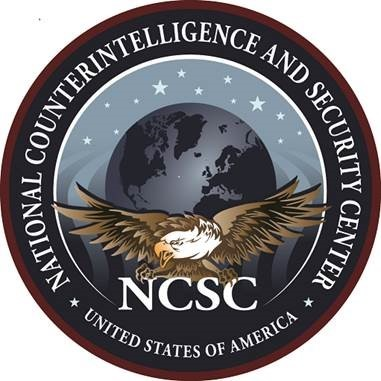 NATIONAL COUNTERINTELLIGENCE AND SECURITY CENTER
NCSC
UNITED STATES OF AMERICA